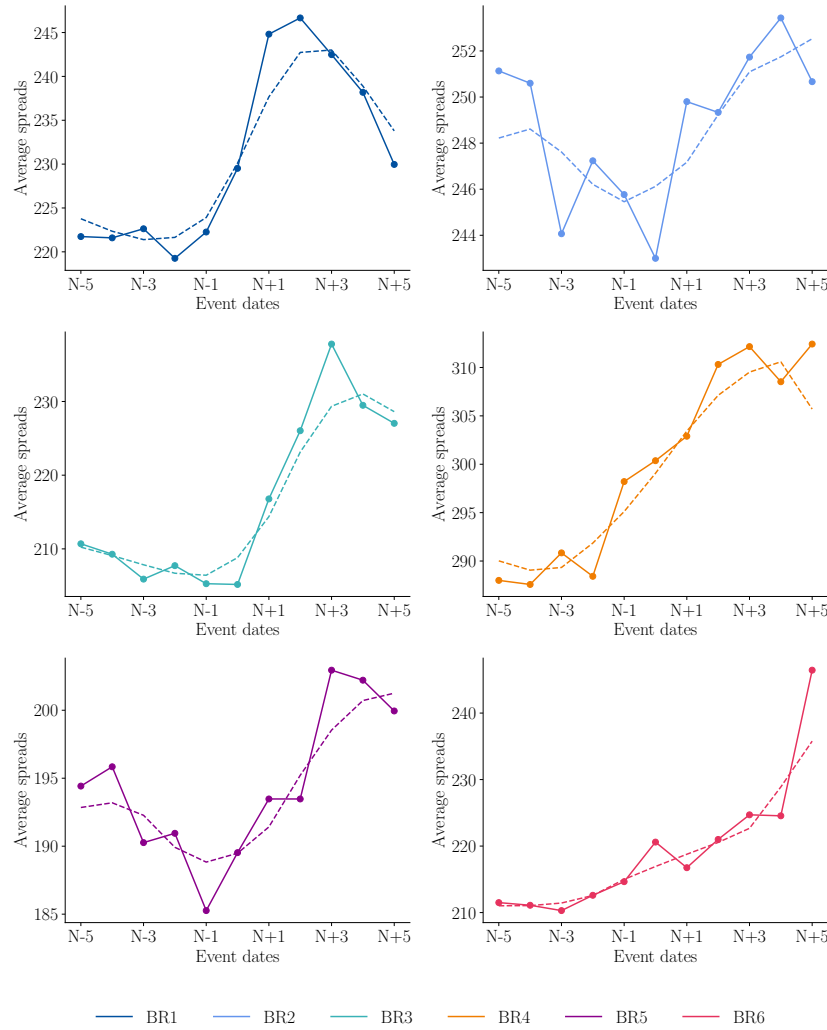 245
240
235
230
225
220
Average spreads
N-5 N-3 N-1 N+1 N+3 N+5
Event dates
252
250
248
246
244
Average spreads
N-5 N-3 N-1 N+1 N+3 N+5
Event dates
230
220
210
Average spreads
N-5 N-3 N-1 N+1 N+3 N+5
Event dates
310
305
300
295
290
Average spreads
N-5 N-3 N-1 N+1 N+3 N+5
Event dates
200
195
190
185
Average spreads
N-5 N-3 N-1 N+1 N+3 N+5
Event dates
240
230
220
210
Average spreads
N-5 N-3 N-1 N+1 N+3 N+5
Event dates
BR1 BR2 BR3 BR4 BR5 BR6